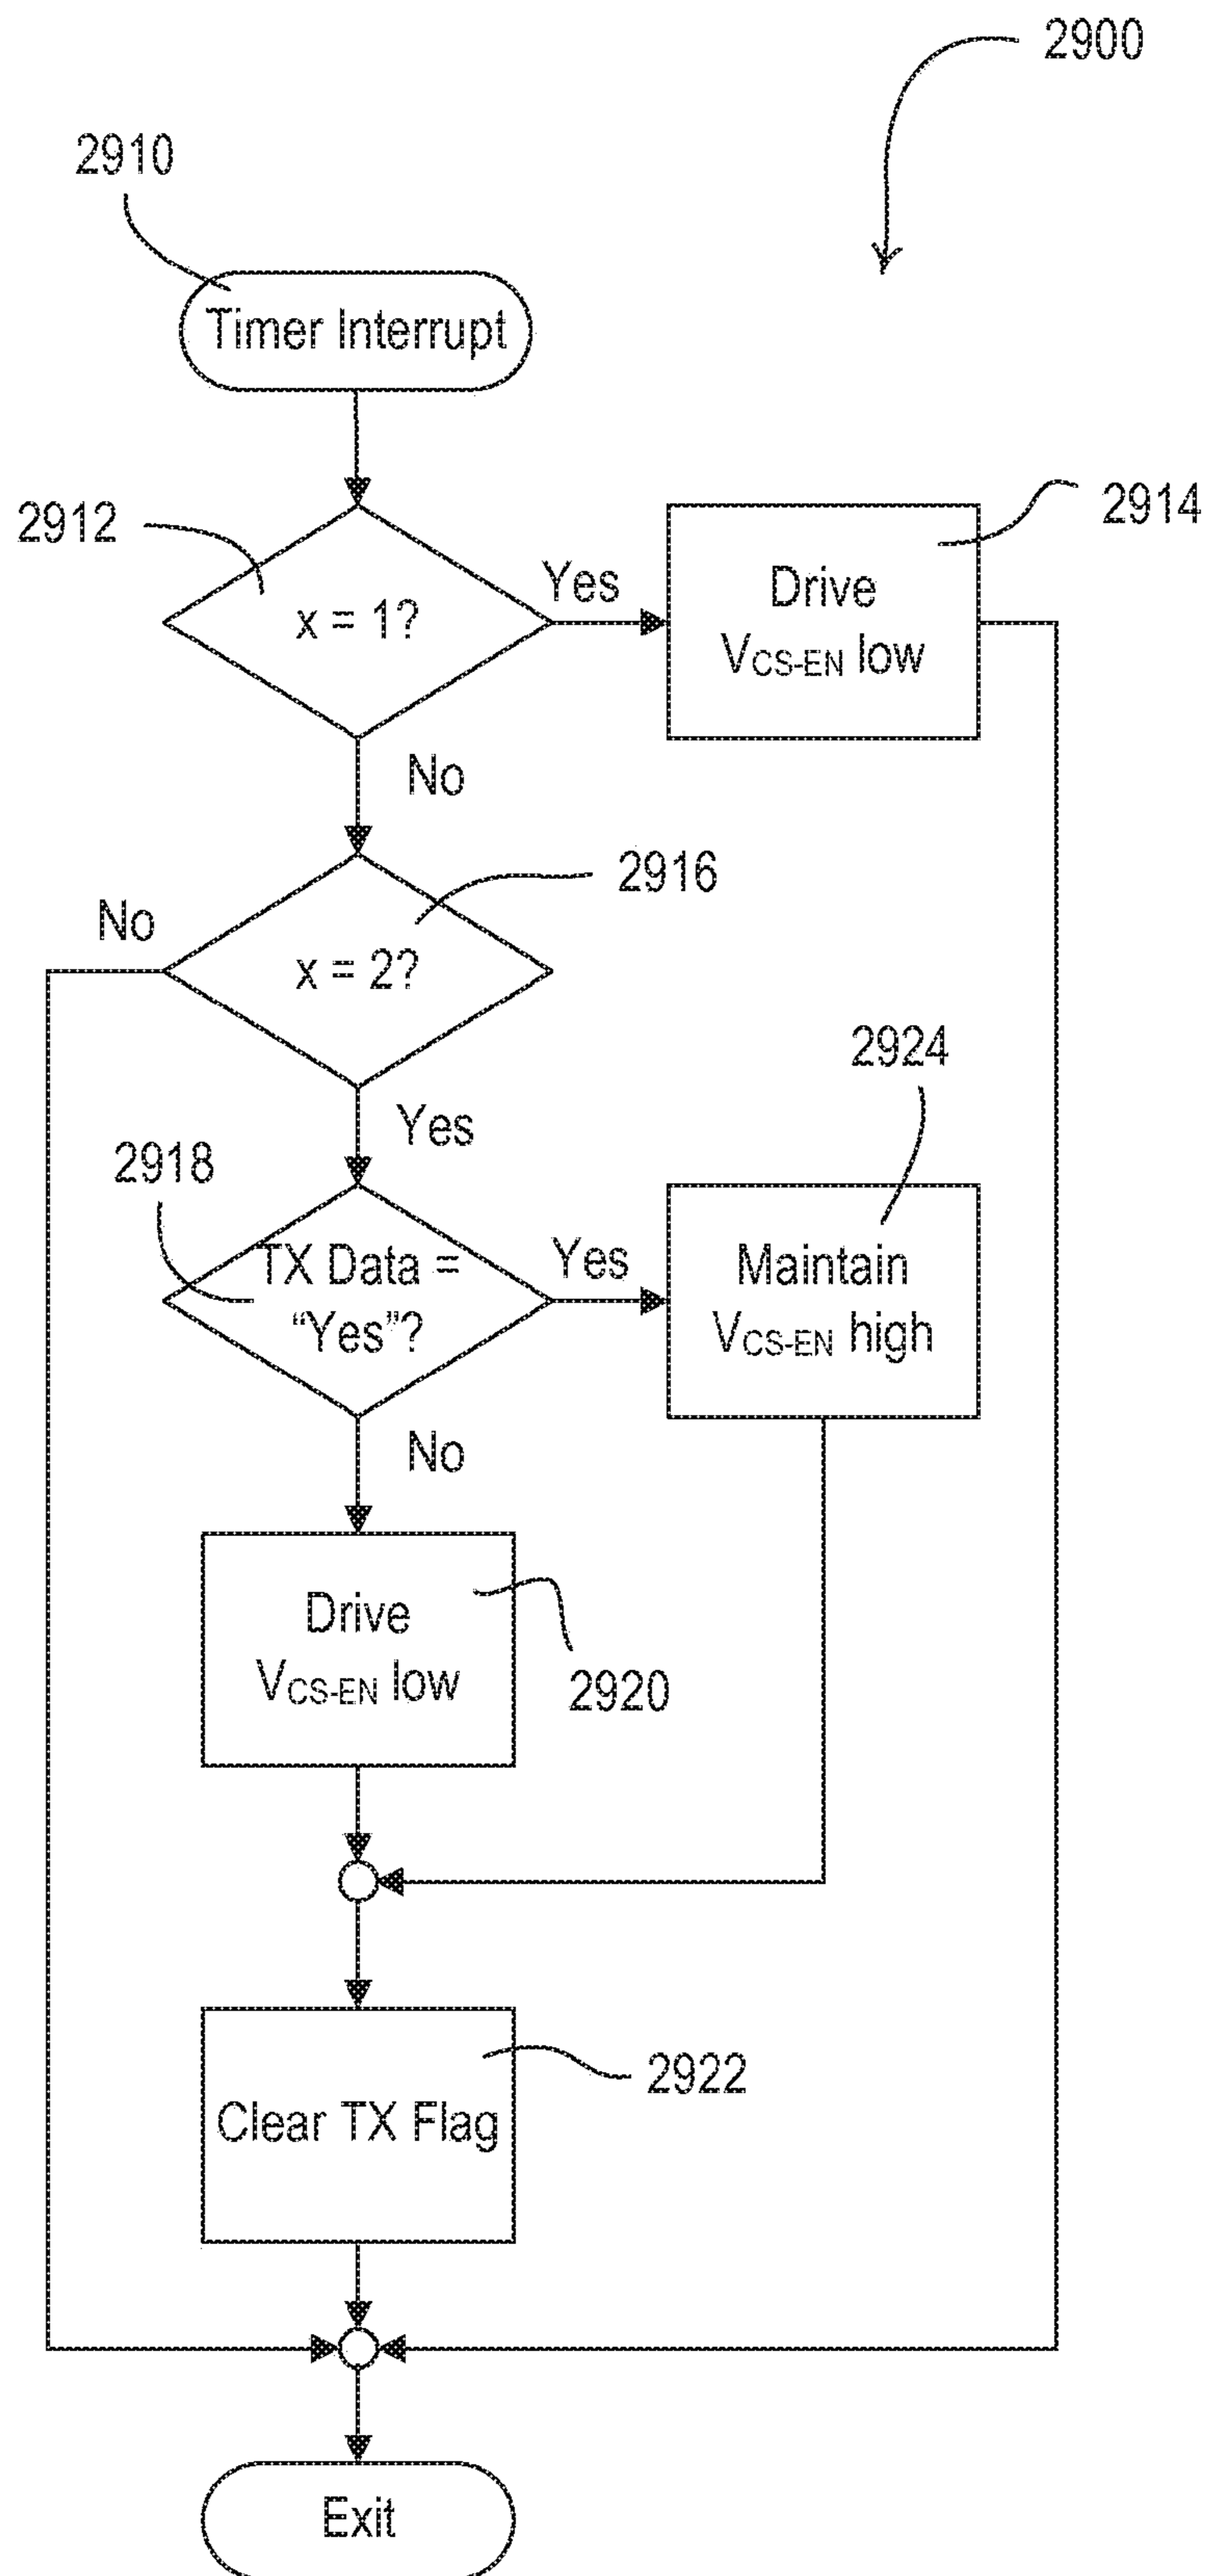 2900
2910
Timer Interrupt
2912
x = 1?
Yes
2914
Drive
VCS-EN low
No
2916
No
x = 2?
2924
Yes
2918
TX Data =
“Yes”?
Yes
Maintain
VCS-EN high
No
Drive
VCS-EN low
2920
2922
Clear TX Flag
Exit